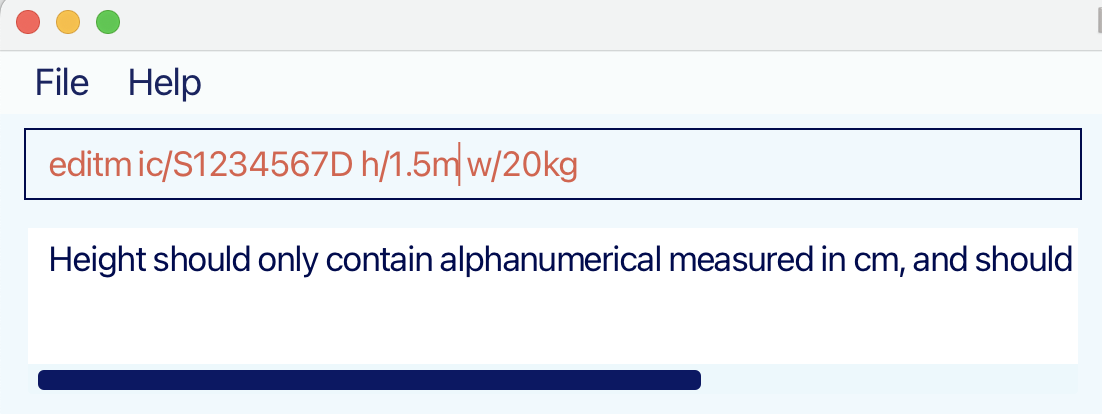 File Help
editm ic/S1234567D h/1.5m w/20kg
Height should only contain alphanumerical measured in cm, and should